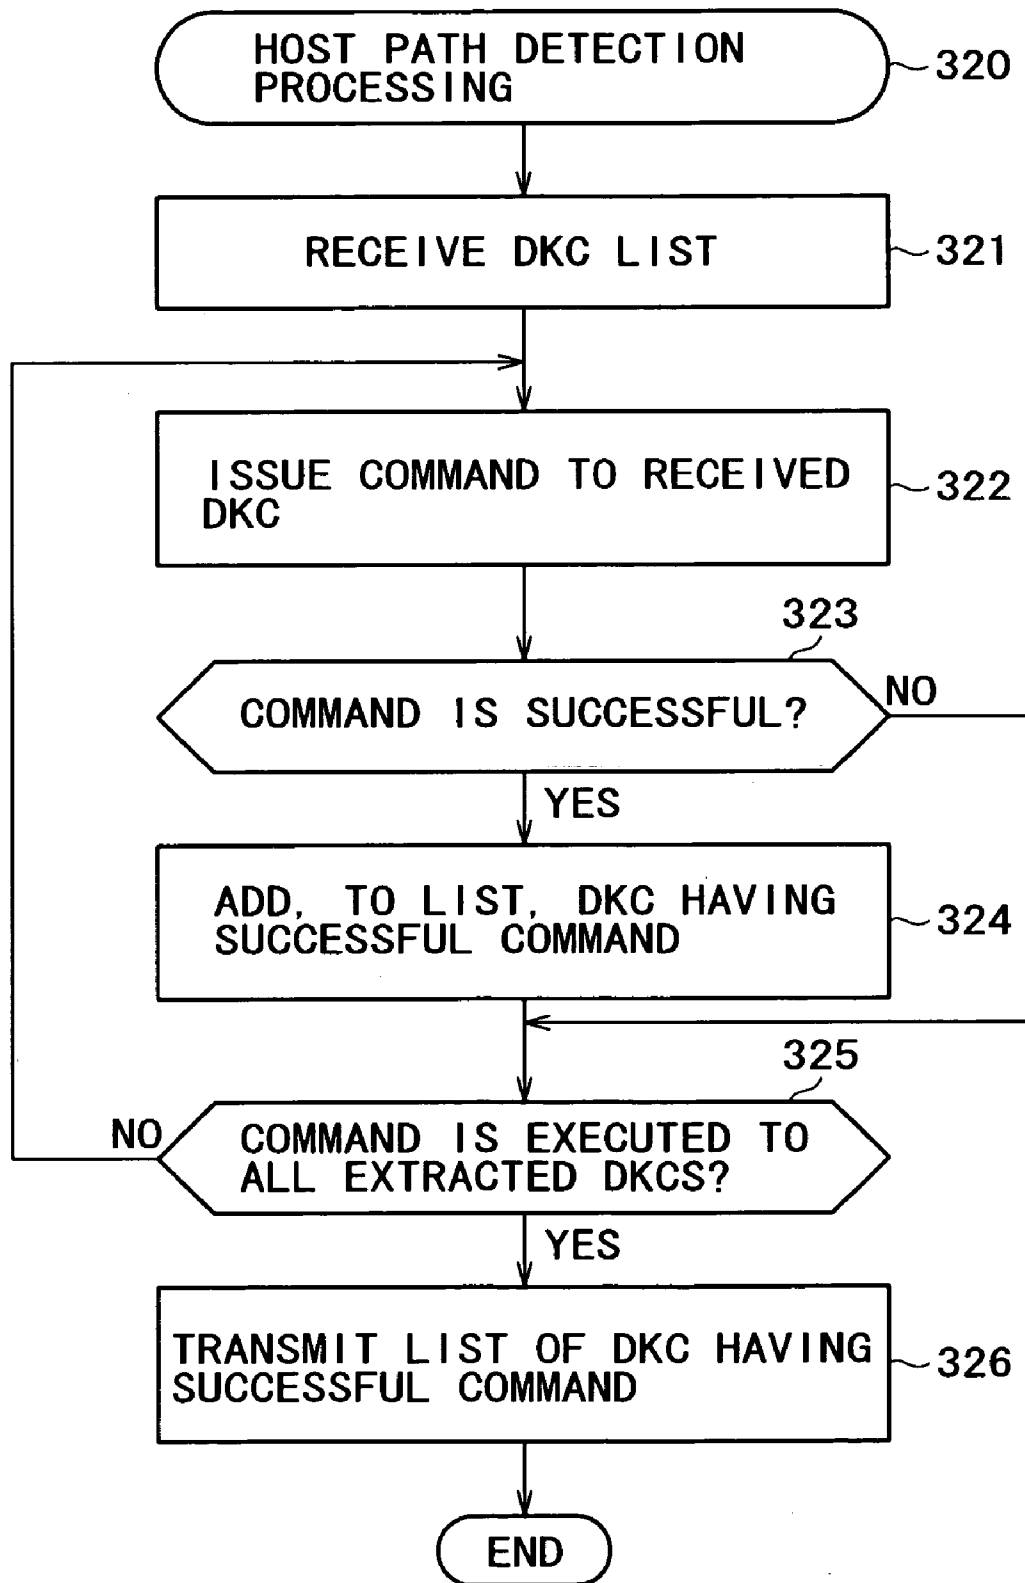 HOST PATH DETECTION
PROCESSING
320
RECEIVE DKC LIST
321
ISSUE COMMAND TO RECEIVED
DKC
322
323
COMMAND IS SUCCESSFUL?
NO
YES
ADD, TO LIST, DKC HAVING
SUCCESSFUL COMMAND
324
325
NO
COMMAND IS EXECUTED TO
ALL EXTRACTED DKCS?
YES
TRANSMIT LIST OF DKC HAVING
SUCCESSFUL COMMAND
326
END